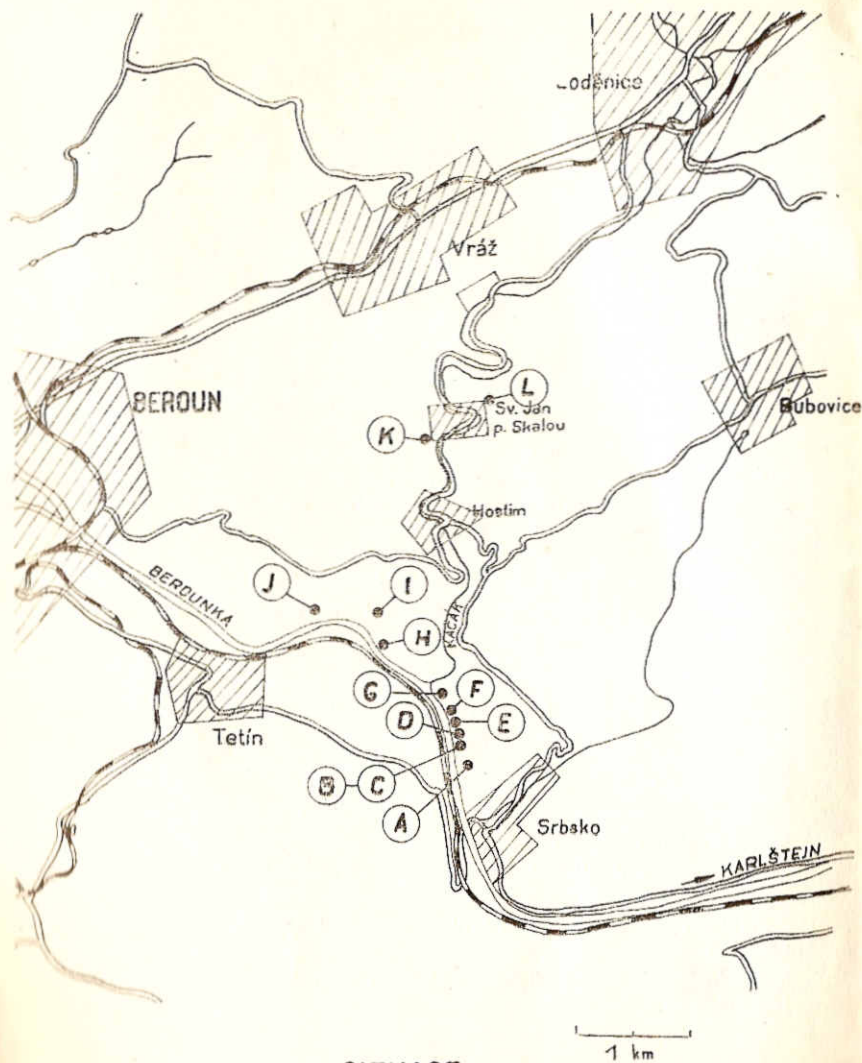 Loděnice
Vráž
BEROUN
L
Sv. Jan
p. Skalou
K
Bubovice
Hostim
BEROUNKA
J
I
KAČÁK
H
G
F
D
E
Tetín
B
C
A
Srbsko
KARLŠTEJN
1 km